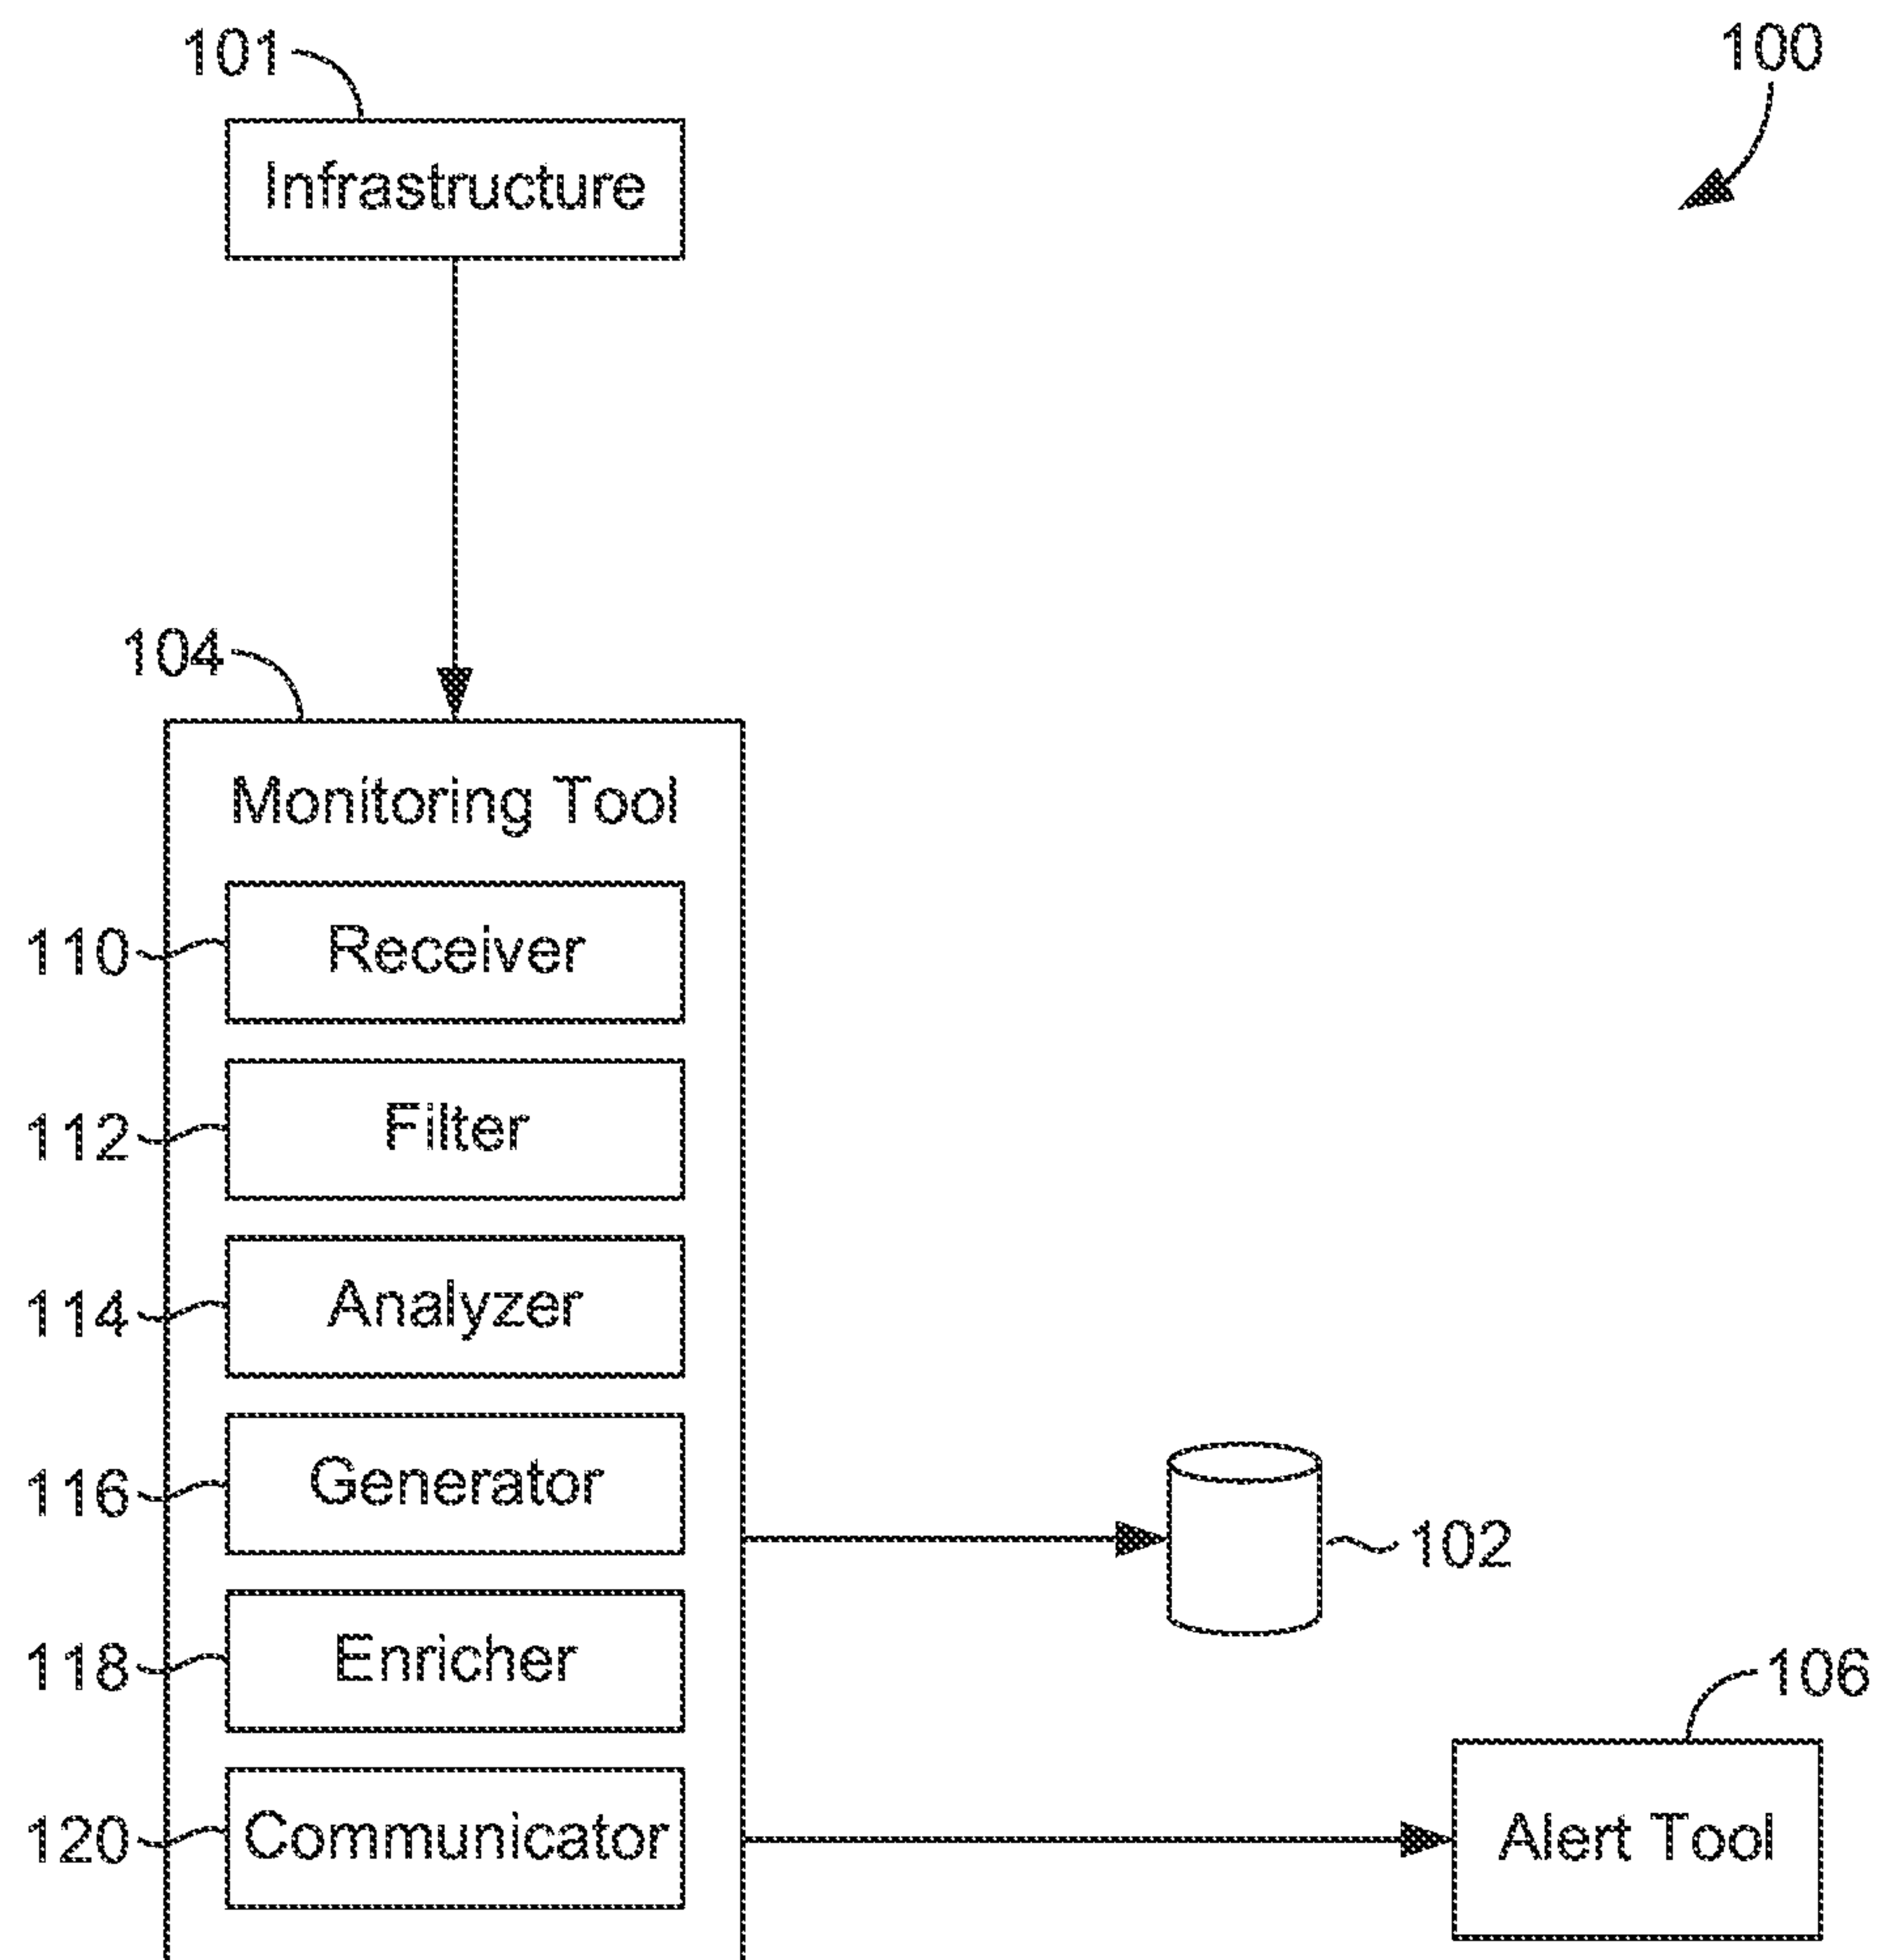 101
100
Infrastructure
104
Monitoring Tool
110
Receiver
112
Filter
114
Analyzer
116
Generator
102
118
Enricher
106
120
Communicator
Alert Tool